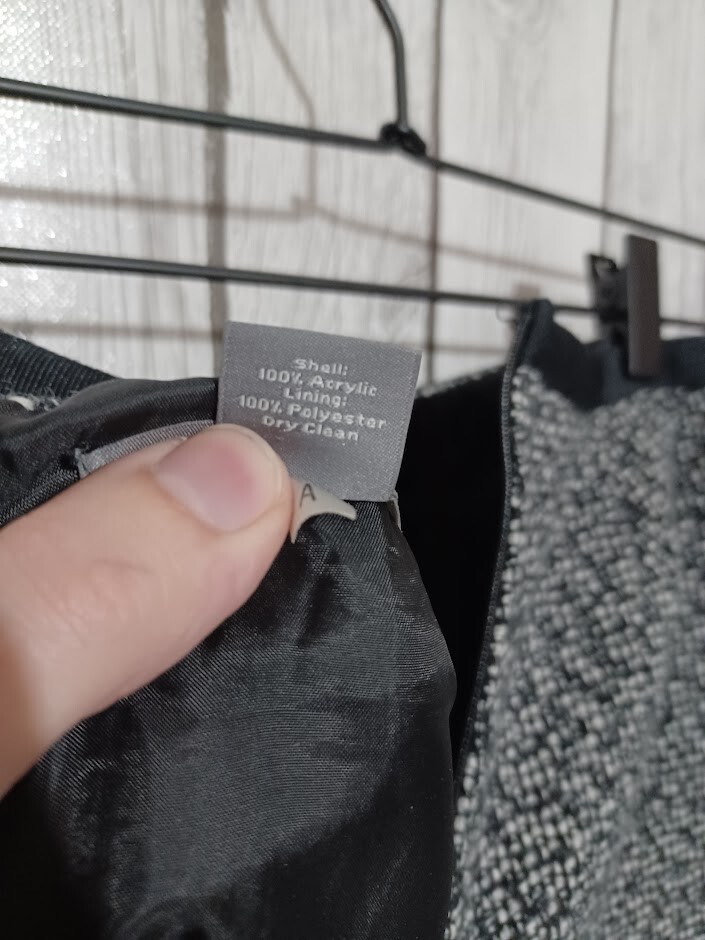 Shell:
100% Acrylic
Lining:
100% Polyester
Dry Clean
A